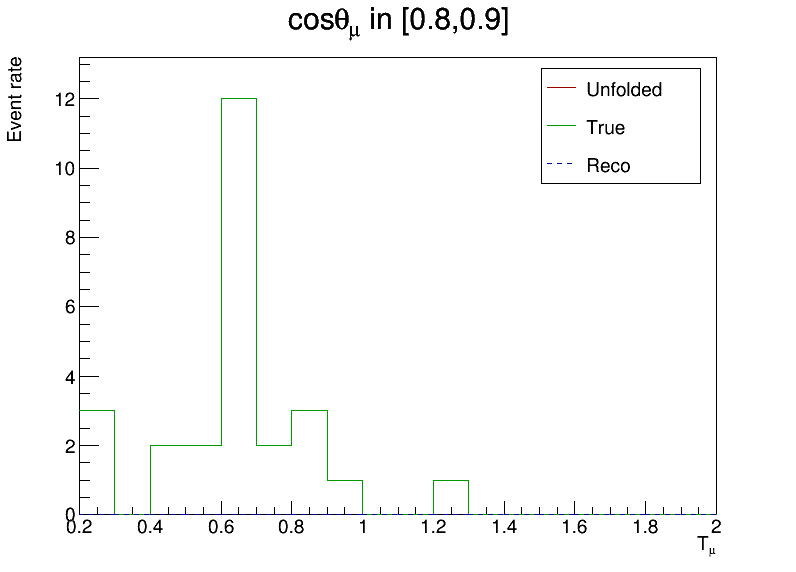 cosθμ in [0.8,0.9]
Event rate
Unfolded
True
Reco
12
10
8
6
4
2
0
0.2 0.4 0.6 0.8 1 1.2 1.4 1.6 1.8 2
Tμ